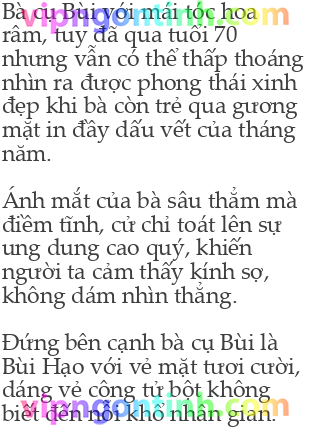 Bà cụ Bùi với mái tóc hoa
râm, tuy đã qua tuổi 70
nhưng vẫn có thể thấp thoáng
nhìn ra được phong thái xinh
đẹp khi bà còn trẻ qua gương
mặt in đầy dấu vết của tháng
năm.
Ánh mắt của bà sâu thẳm mà
điềm tĩnh, cử chỉ toát lên sự
ung dung cao quý, khiến
người ta cảm thấy kính sợ,
không dám nhìn thẳng.
Đứng bên cạnh bà cụ Bùi là
Bùi Hạo với vẻ mặt tươi cười,
dáng vẻ công tử bột không
biết đến nỗi khổ nhân gian.
vipngontinh.com
vipngontinh.com